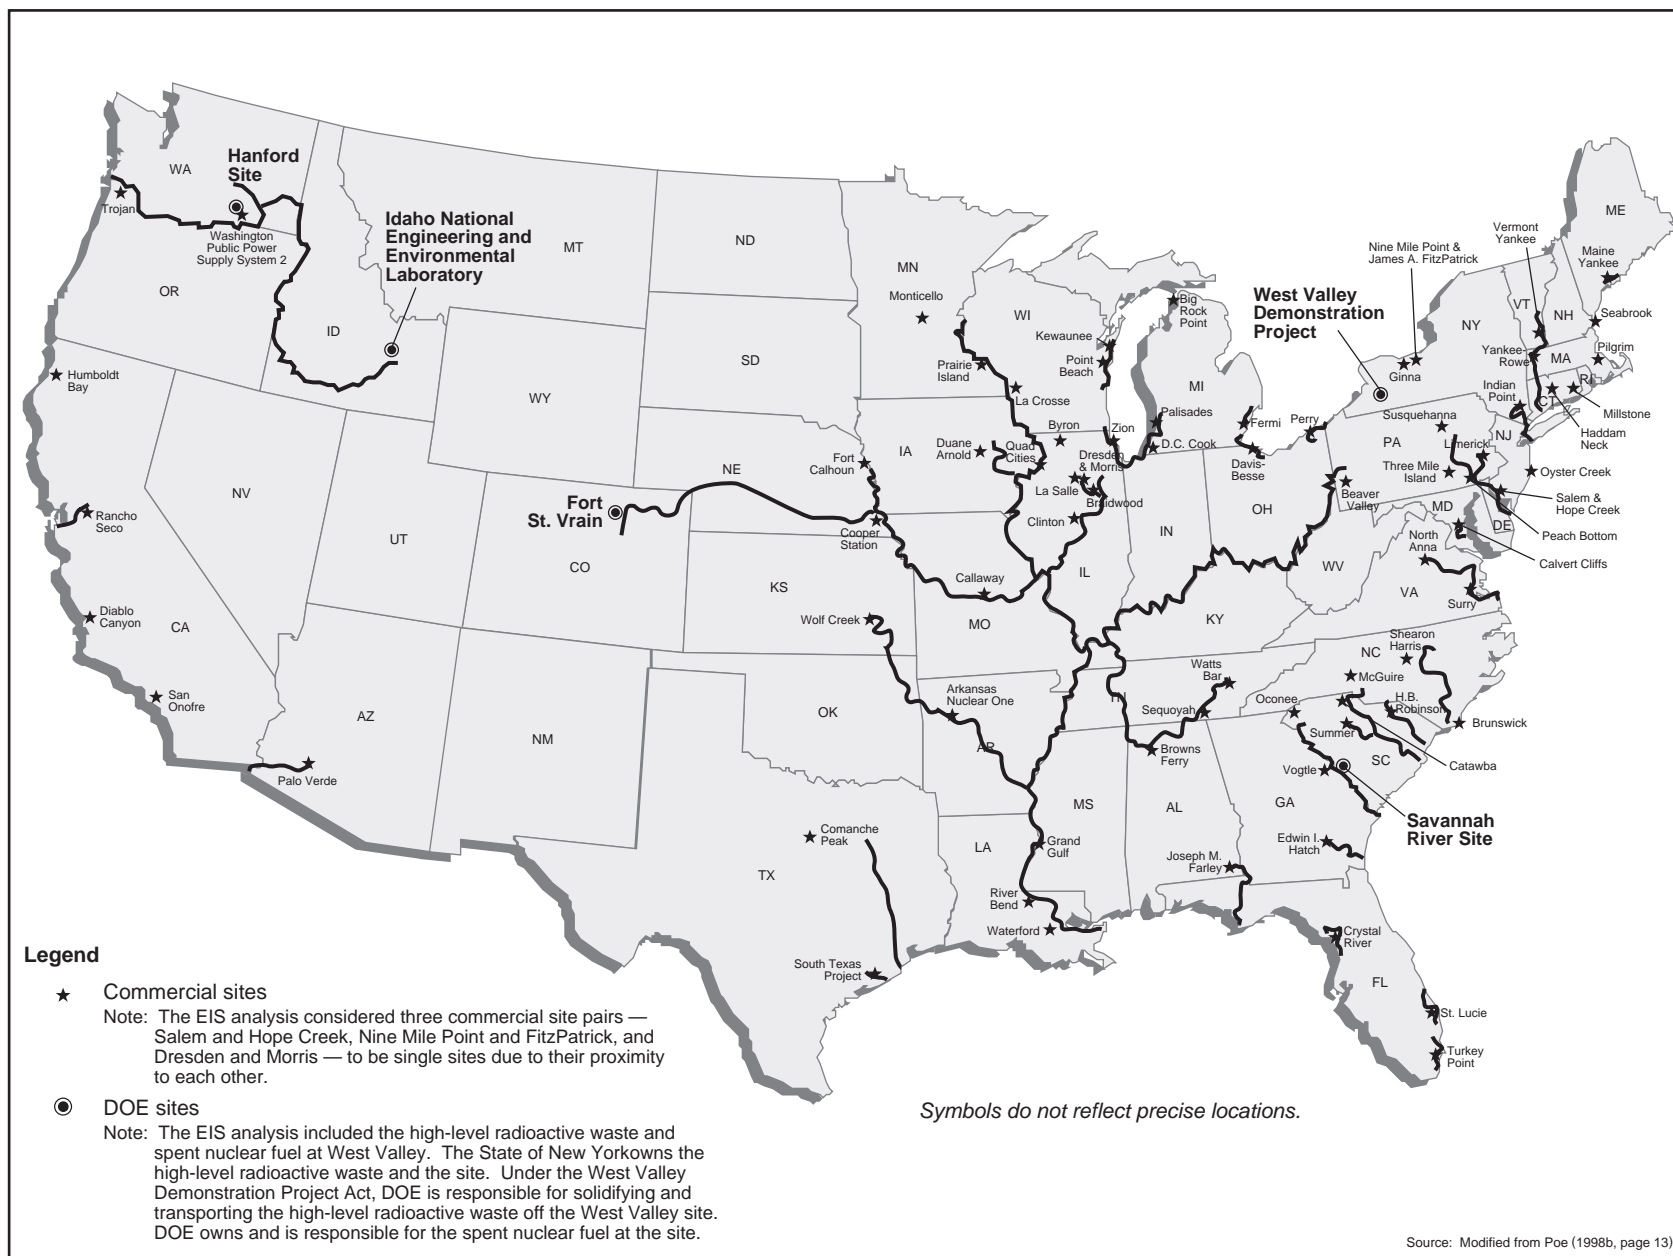 WA
Hanford
Site
Trojan
Washington
Public Power
Supply System 2
Idaho National
Engineering and
Environmental
Laboratory
MT
ND
MN
Monticello
OR
ID
SD
WY
Humboldt
Bay
NV
UT
CO
NE
Fort
St. Vrain
Fort
Calhoun
Cooper
Station
IA
Duane
Arnold
Quad
Cities
WI
Prairie
Island
La Crosse
Kewaunee
Point
Beach
Big
Rock
Point
MI
Palisades
D.C. Cook
Byron
Zion
Dresden
& Morris
La Salle
Braidwood
Clinton
Fermi
Davis-
Besse
Perry
West Valley
Demonstration
Project
Nine Mile Point &
James A. FitzPatrick
Ginna
NY
Vermont
Yankee
VT
NH
ME
Maine
Yankee
Seabrook
Pilgrim
Yankee-
Rowe
MA
RI
CT
Millstone
Haddam
Neck
Indian
Point
Susquehanna
PA
Limerick
NJ
Three Mile
Island
Oyster Creek
Salem &
Hope Creek
Peach Bottom
Calvert Cliffs
MD
DE
Beaver
Valley
OH
IN
IL
WV
VA
North
Anna
Surry
Rancho
Seco
Diablo
Canyon
CA
San
Onofre
AZ
Palo Verde
NM
KS
Wolf Creek
Callaway
MO
KY
OK
Arkansas
Nuclear One
AR
TN
Watts
Bar
Sequoyah
Browns
Ferry
Shearon
Harris
NC
McGuire
Oconee
H.B.
Robinson
Brunswick
Summer
SC
Catawba
Vogtle
Savannah
River Site
GA
Edwin I.
Hatch
AL
MS
Joseph M.
Farley
TX
Comanche
Peak
South Texas
Project
LA
Grand
Gulf
River
Bend
Waterford
Crystal
River
FL
St. Lucie
Turkey
Point
Legend
Commercial sites
Note: The EIS analysis considered three commercial site pairs —
Salem and Hope Creek, Nine Mile Point and FitzPatrick, and
Dresden and Morris — to be single sites due to their proximity
to each other.
DOE sites
Note: The EIS analysis included the high-level radioactive waste and
spent nuclear fuel at West Valley. The State of New Yorkowns the
high-level radioactive waste and the site. Under the West Valley
Demonstration Project Act, DOE is responsible for solidifying and
transporting the high-level radioactive waste off the West Valley site.
DOE owns and is responsible for the spent nuclear fuel at the site.
Symbols do not reflect precise locations.
Source: Modified from Poe (1998b, page 13)